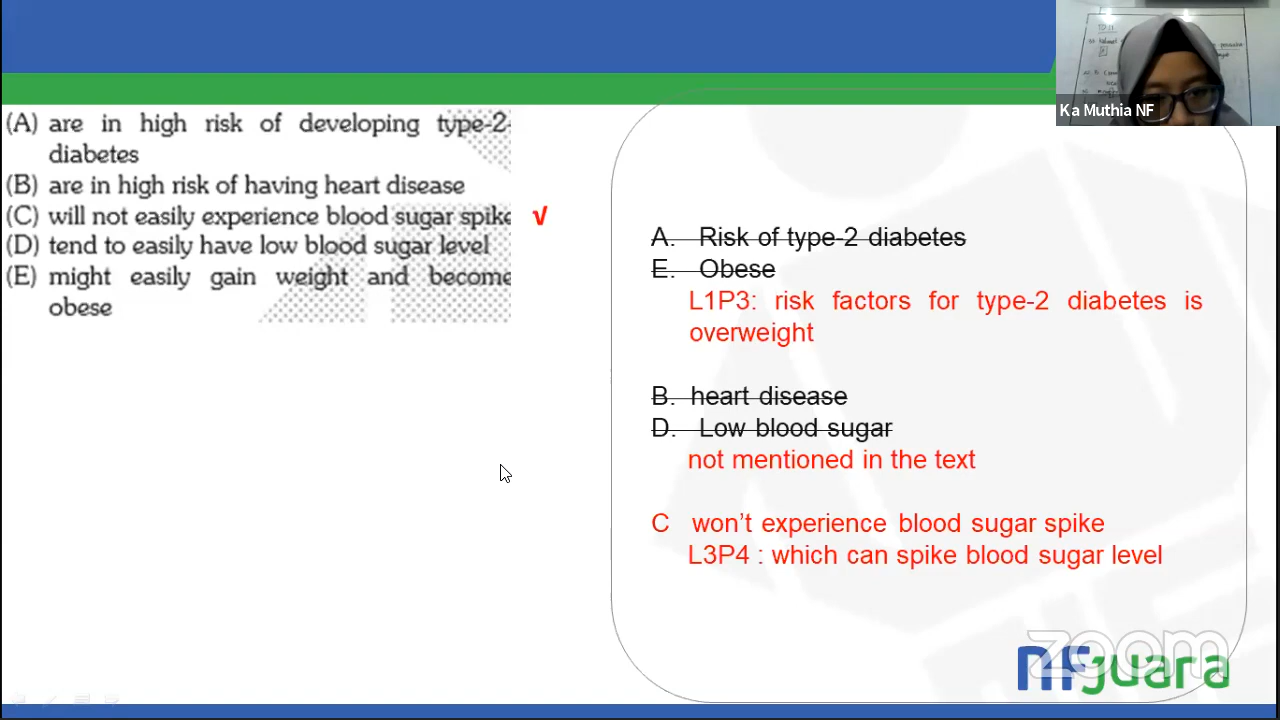 (A) are in high risk of developing type-2
diabetes
(B) are in high risk of having heart disease
(C) will not easily experience blood sugar spike √
(D) tend to easily have low blood sugar level
(E) might easily gain weight and become
obese
Ka Muthia NF
A. Risk of type-2 diabetes
E. Obese
L1P3: risk factors for type-2 diabetes is
overweight
B. heart disease
D. Low blood sugar
not mentioned in the text
C won't experience blood sugar spike
L3P4 : which can spike blood sugar level
zoom
NFJuara